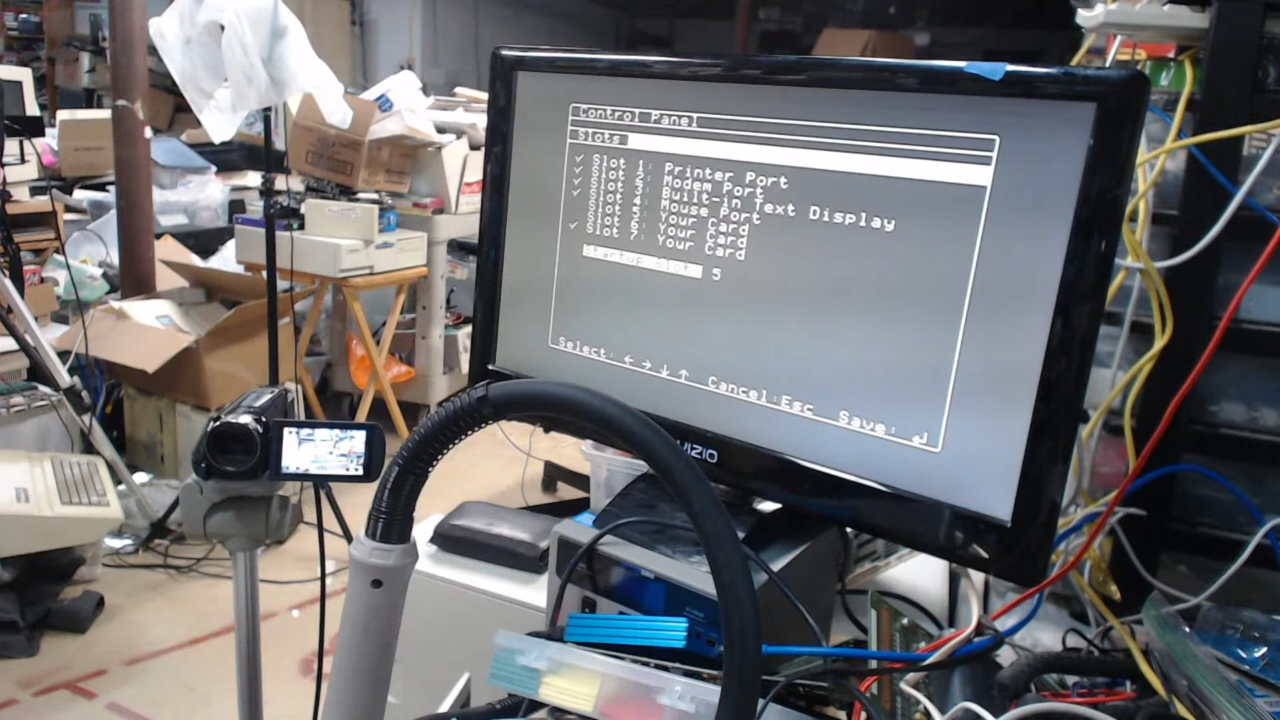 Control Panel
Slots
✓ Slot 1: Printer Port
✓ Slot 2: Modem Port
✓ Slot 3: Built-in Text Display
✓ Slot 4: Mouse Port
Slot 5: Your Card
Slot 6: Your Card
✓ Slot 7: Your Card
Startup Slot: 5
Select: ← → ↓ ↑ Cancel:Esc Save: ↵
VIZIO